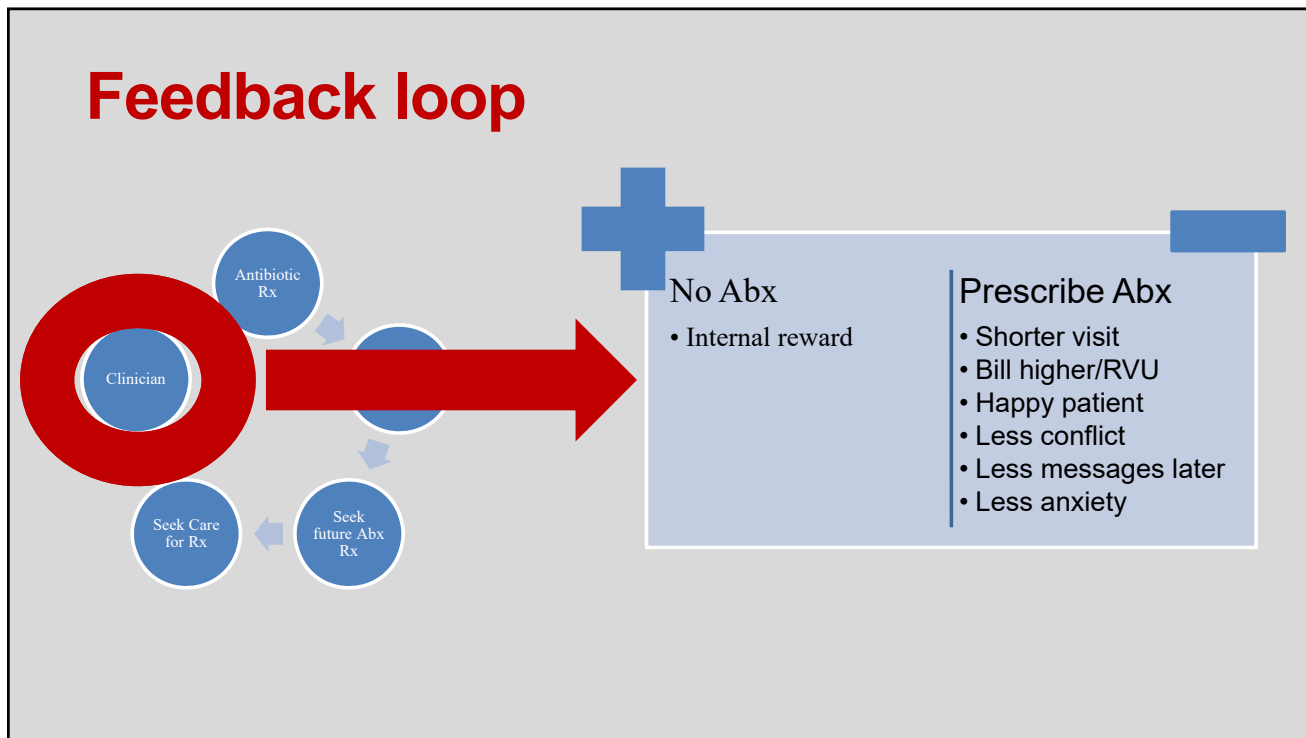 Feedback loop
Antibiotic
Rx
Clinician
Seek
future Abx
Rx
Seek Care
for Rx
No Abx
• Internal reward
Prescribe Abx
• Shorter visit
• Bill higher/RVU
• Happy patient
• Less conflict
• Less messages later
• Less anxiety